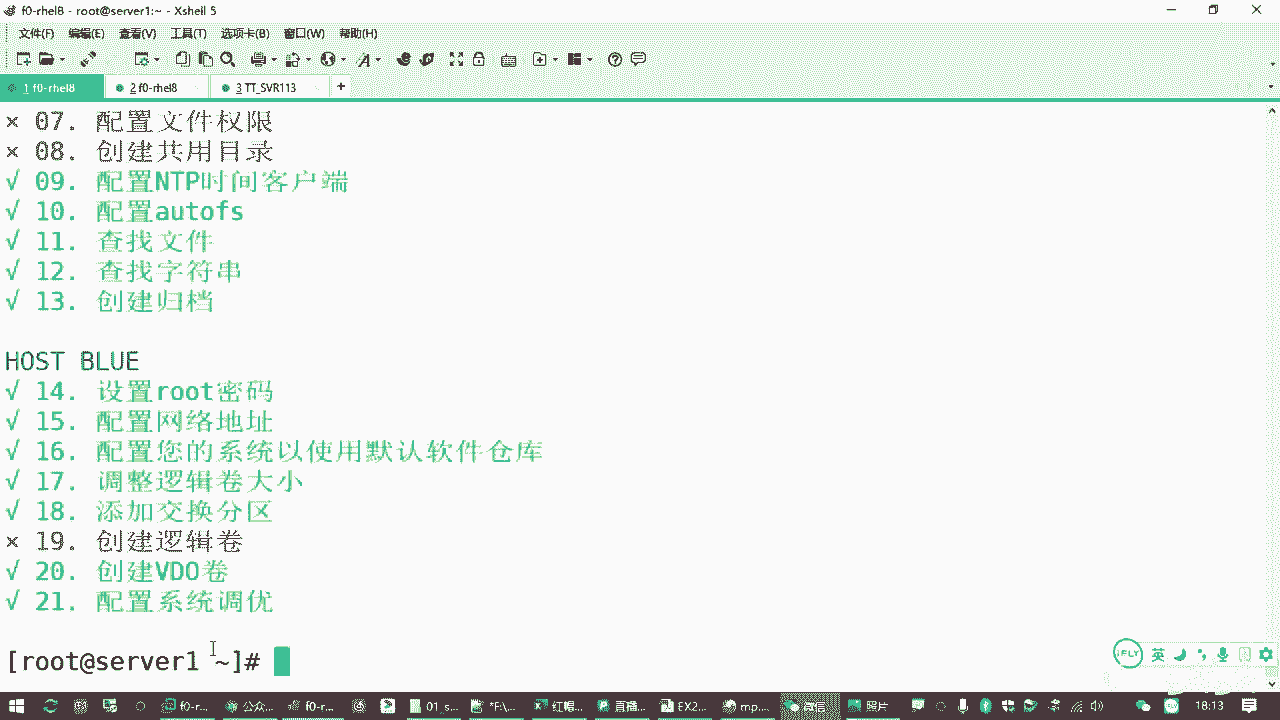 f0-rhel8 - root@server1:~ - Xshell 5
文件(F) 编辑(E) 查看(V) 工具(T) 选项卡(B) 窗口(W) 帮助(H)
1 f0-rhel8 2 f0-rhel8 3 TT_SVR113 +
× 07. 配置文件权限
× 08. 创建共用目录
√ 09. 配置NTP时间客户端
√ 10. 配置autofs
√ 11. 查找文件
√ 12. 查找字符串
√ 13. 创建归档
HOST BLUE
√ 14. 设置root密码
√ 15. 配置网络地址
√ 16. 配置您的系统以使用默认软件仓库
√ 17. 调整逻辑卷大小
√ 18. 添加交换分区
× 19. 创建逻辑卷
√ 20. 创建VDO卷
√ 21. 配置系统调优
[root@server1 ~]#
iFLY 英
f0-r... 公众... f0-r... 直播... 01_s... "F\... 红帽... 直播... EX2... mp... 微信 照片 18:13